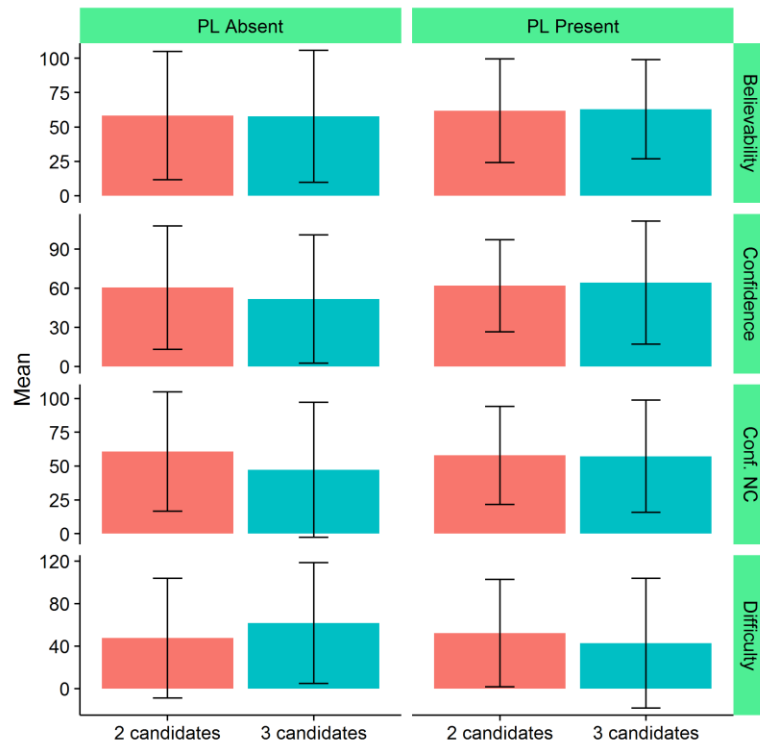 PL Absent PL Present
100
75
50
25
0
Believability
90
60
30
0
Confidence
Mean
100
75
50
25
0
Conf. NC
120
80
40
0
Difficulty
2 candidates 3 candidates 2 candidates 3 candidates